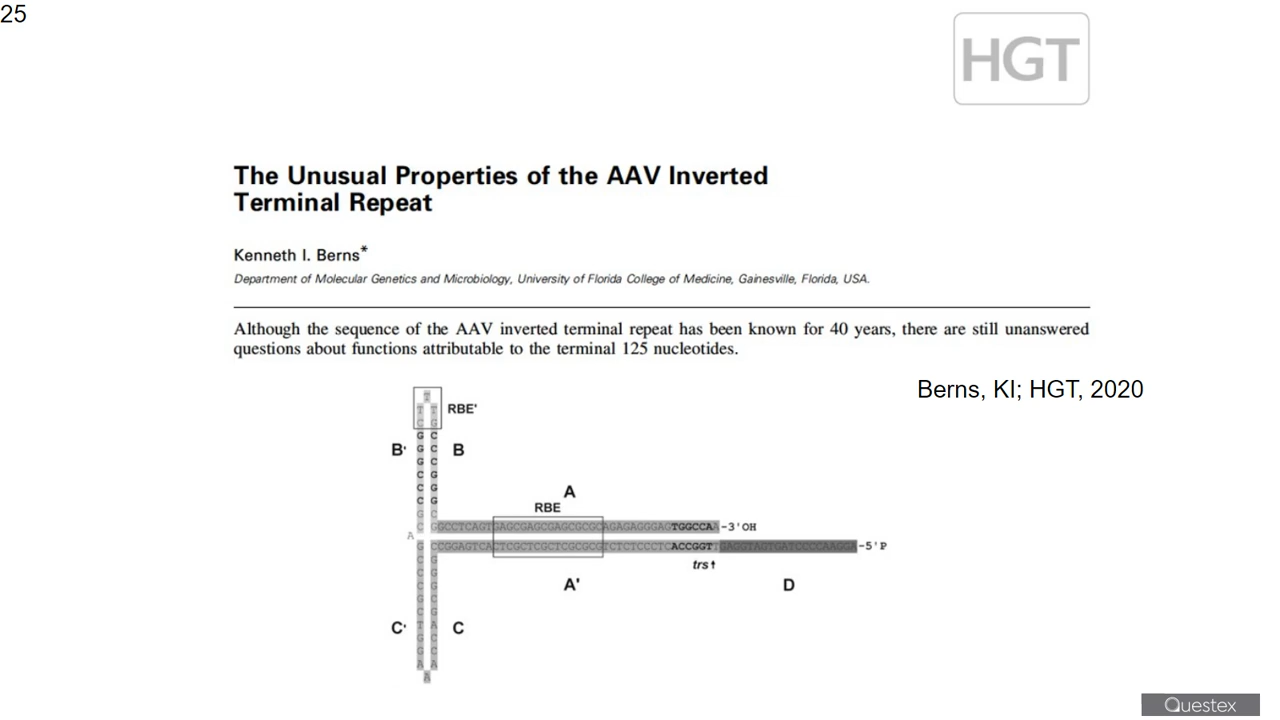 25
HGT
The Unusual Properties of the AAV Inverted
Terminal Repeat
Kenneth I. Berns*
Department of Molecular Genetics and Microbiology, University of Florida College of Medicine, Gainesville, Florida, USA.
Although the sequence of the AAV inverted terminal repeat has been known for 40 years, there are still unanswered
questions about functions attributable to the terminal 125 nucleotides.
Berns, KI; HGT, 2020
RBE'
B' B
A
RBE
TGGCCA -3'OH
ACCGGT -5'P
trs↑
A' D
C' C
Questex